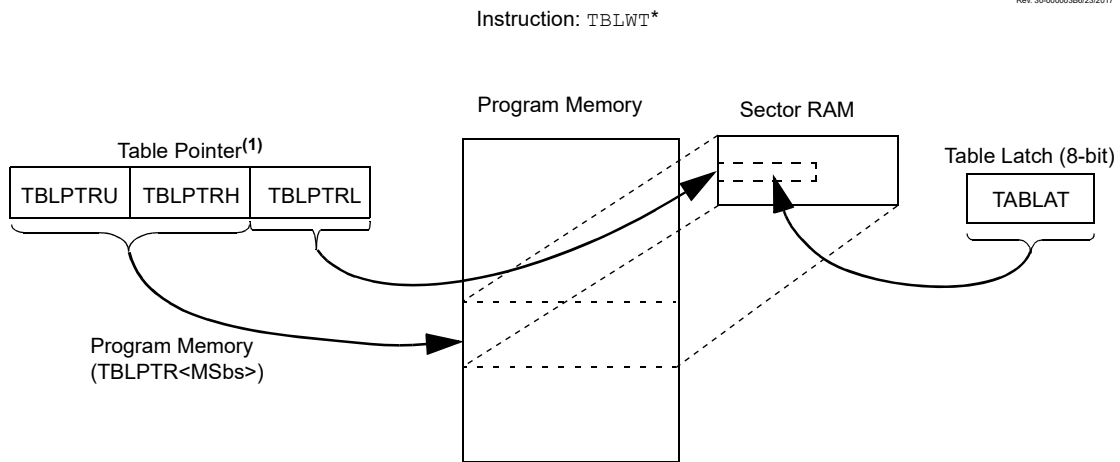 Instruction: TBLWT*
Program Memory
Sector RAM
Table Pointer(1)
Table Latch (8-bit)
TBLPTRU TBLPTRH TBLPTRL
TABLAT
Program Memory
(TBLPTR<MSbs>)